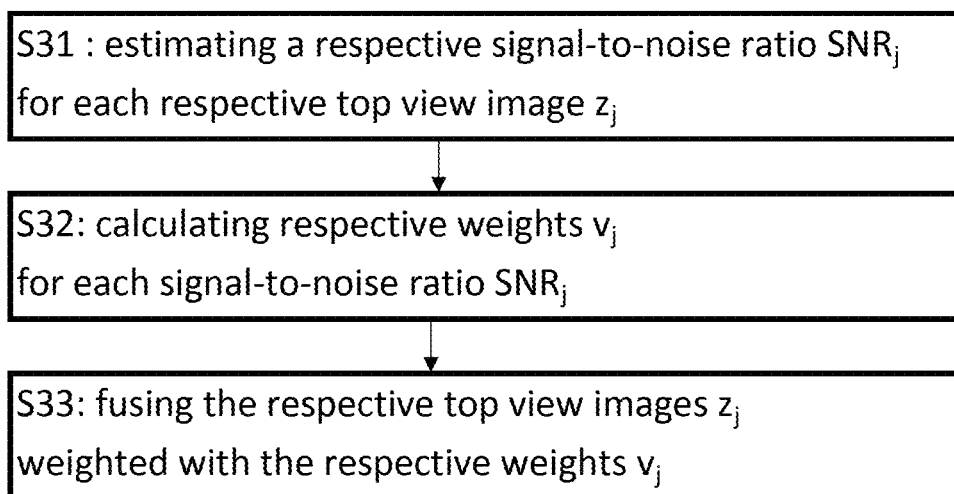 S31 : estimating a respective signal-to-noise ratio SNRj
for each respective top view image zj
S32: calculating respective weights vj
for each signal-to-noise ratio SNRj
S33: fusing the respective top view images zj
weighted with the respective weights vj